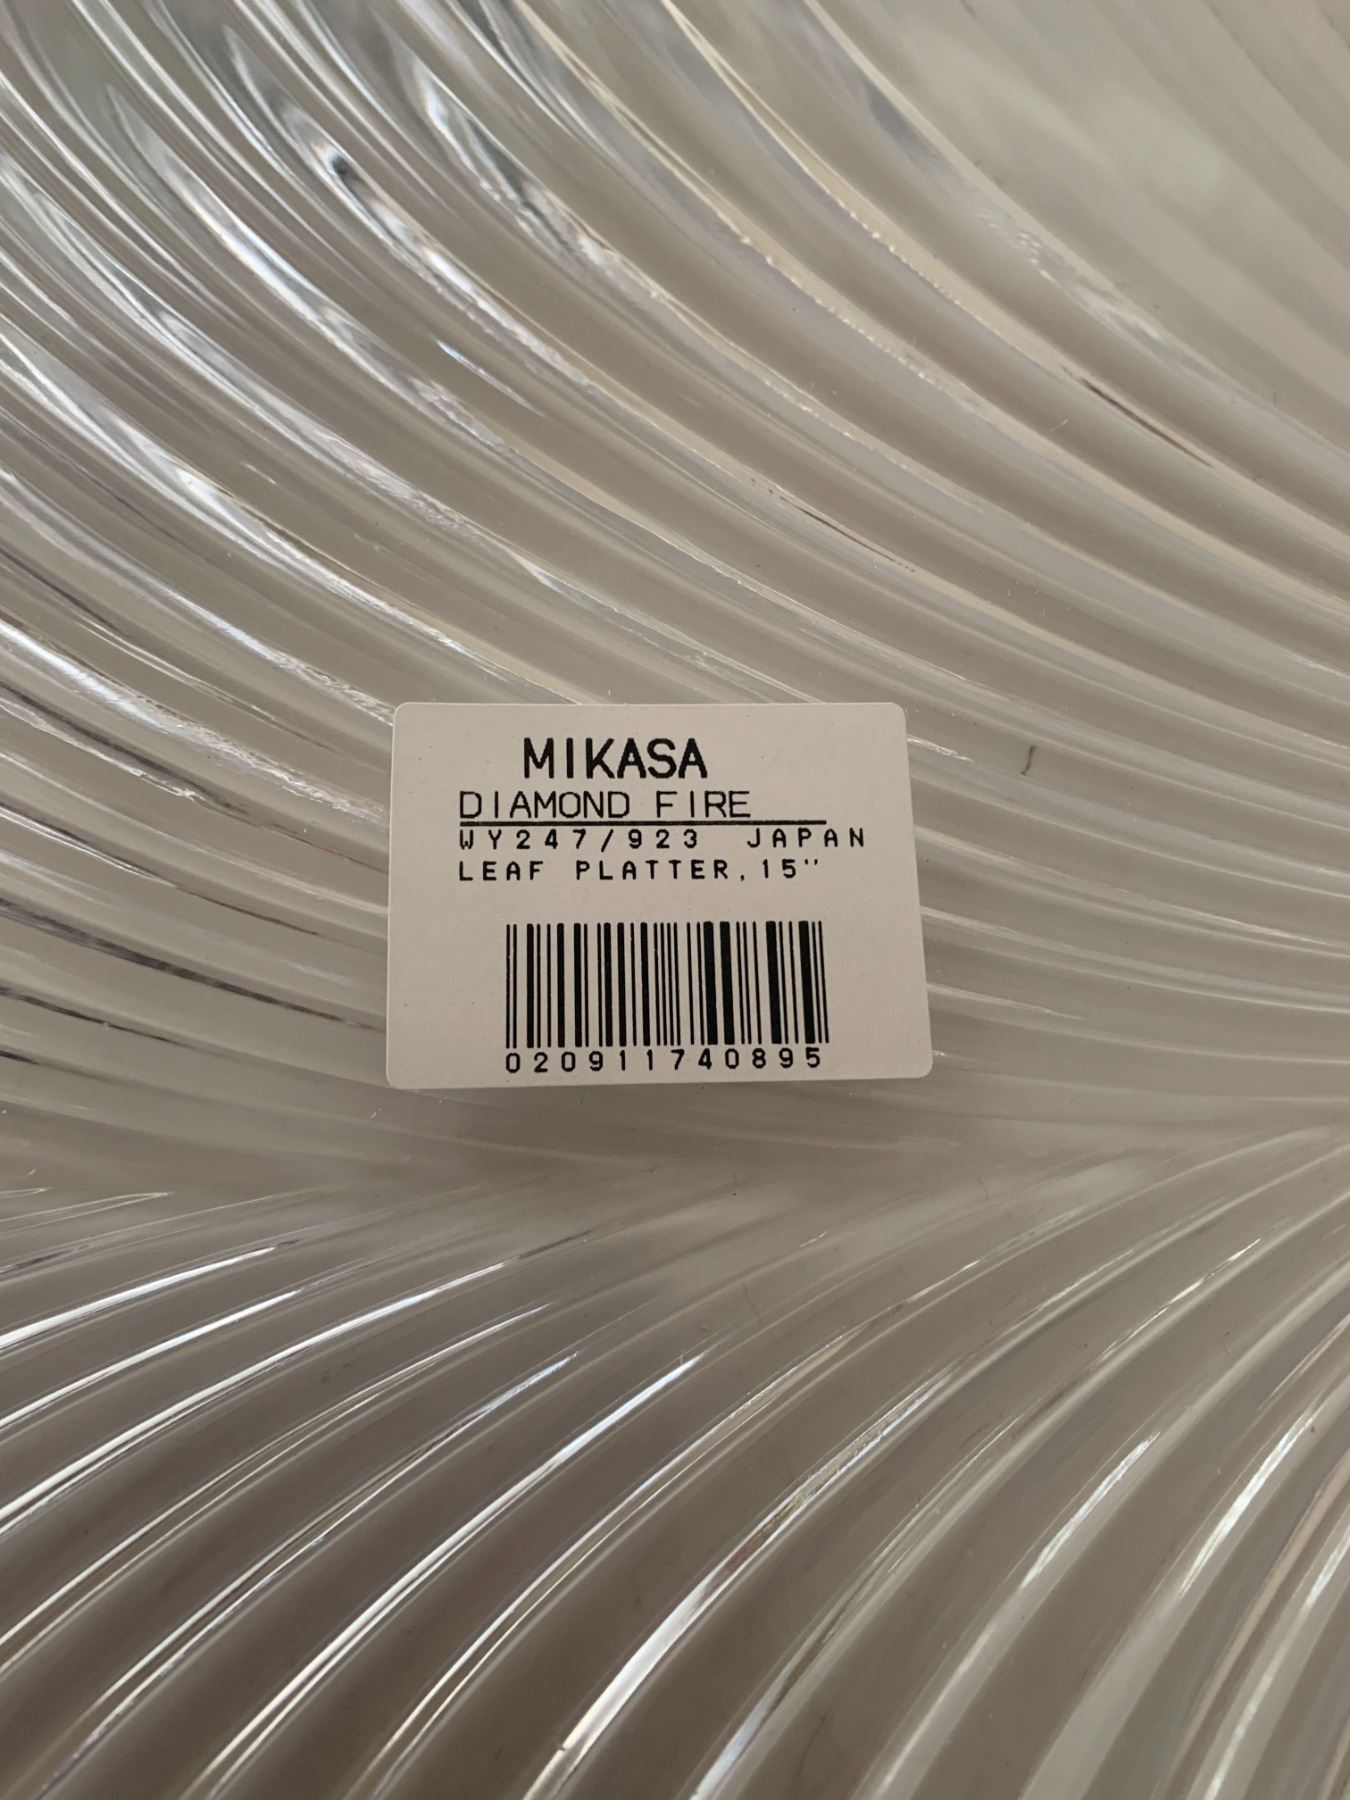 MIKASA
DIAMOND FIRE
WY247/923 JAPAN
LEAF PLATTER,15"
020911740895